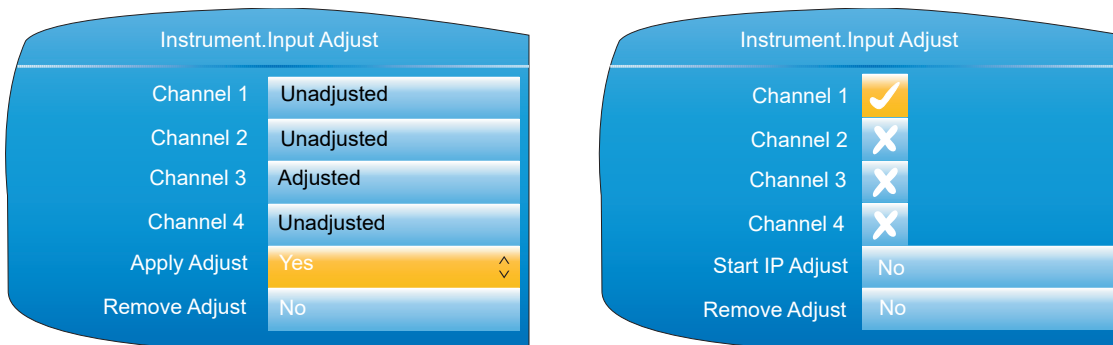 Instrument.Input Adjust
Channel 1 Unadjusted
Channel 2 Unadjusted
Channel 3 Adjusted
Channel 4 Unadjusted
Apply Adjust Yes
Remove Adjust No
Instrument.Input Adjust
Channel 1
Channel 2
Channel 3
Channel 4
Start IP Adjust No
Remove Adjust No